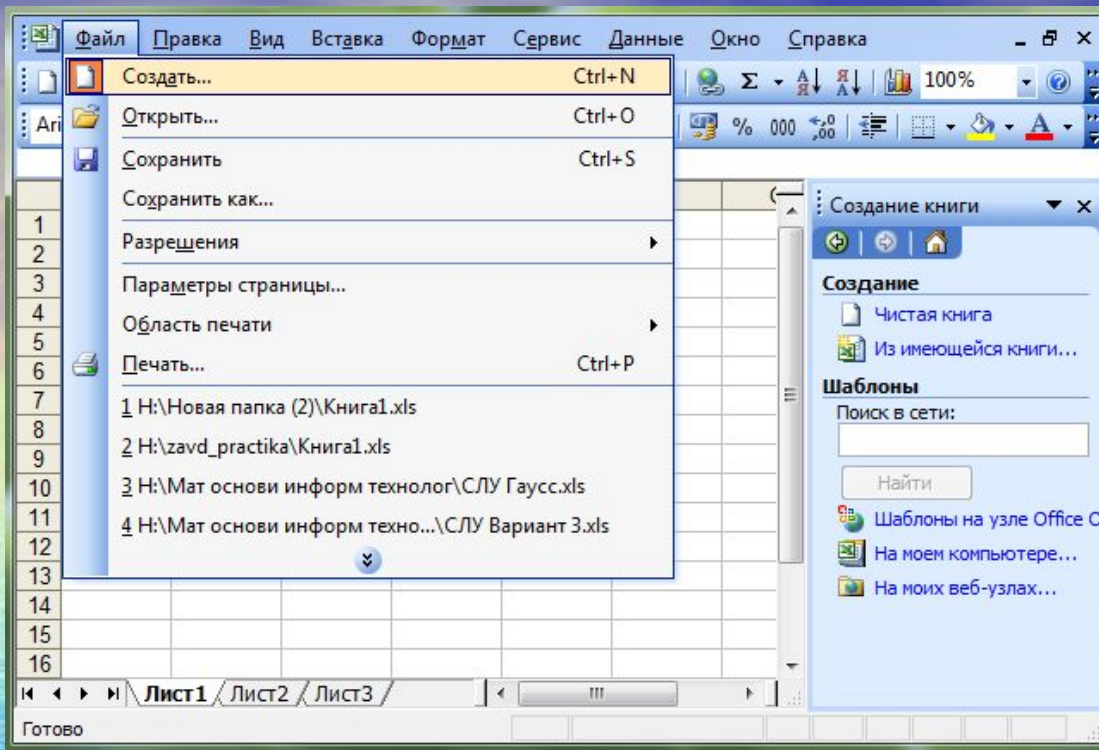 Файл Правка Вид Вставка Формат Сервис Данные Окно Справка
Создать... Ctrl+N
100%
Открыть... Ctrl+O
Ari
% 000
Сохранить Ctrl+S
Сохранить как...
Разрешения
Параметры страницы...
Область печати
Печать... Ctrl+P
1 H:\Новая папка (2)\Книга1.xls
2 H:\zavd_practika\Книга1.xls
3 H:\Мат основи информ технолог\СЛУ Гаусс.xls
4 H:\Мат основи информ техно...\СЛУ Вариант 3.xls
1
2
3
4
5
6
7
8
9
10
11
12
13
14
15
16
Лист1 Лист2 Лист3
Готово
Создание книги
Создание
Чистая книга
Из имеющейся книги...
Шаблоны
Поиск в сети:
Найти
Шаблоны на узле Office O
На моем компьютере...
На моих веб-узлах...